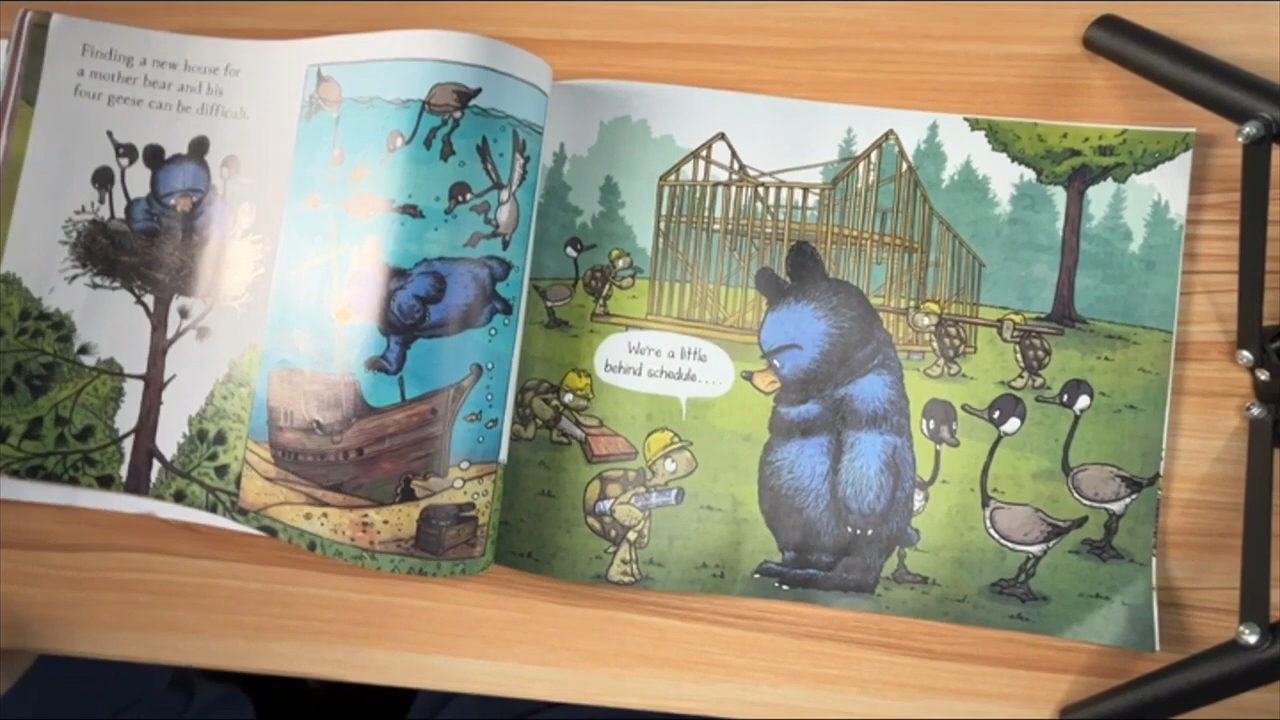 Finding a new house for
a mother bear and his
four geese can be difficult.
We're a little
behind schedule....